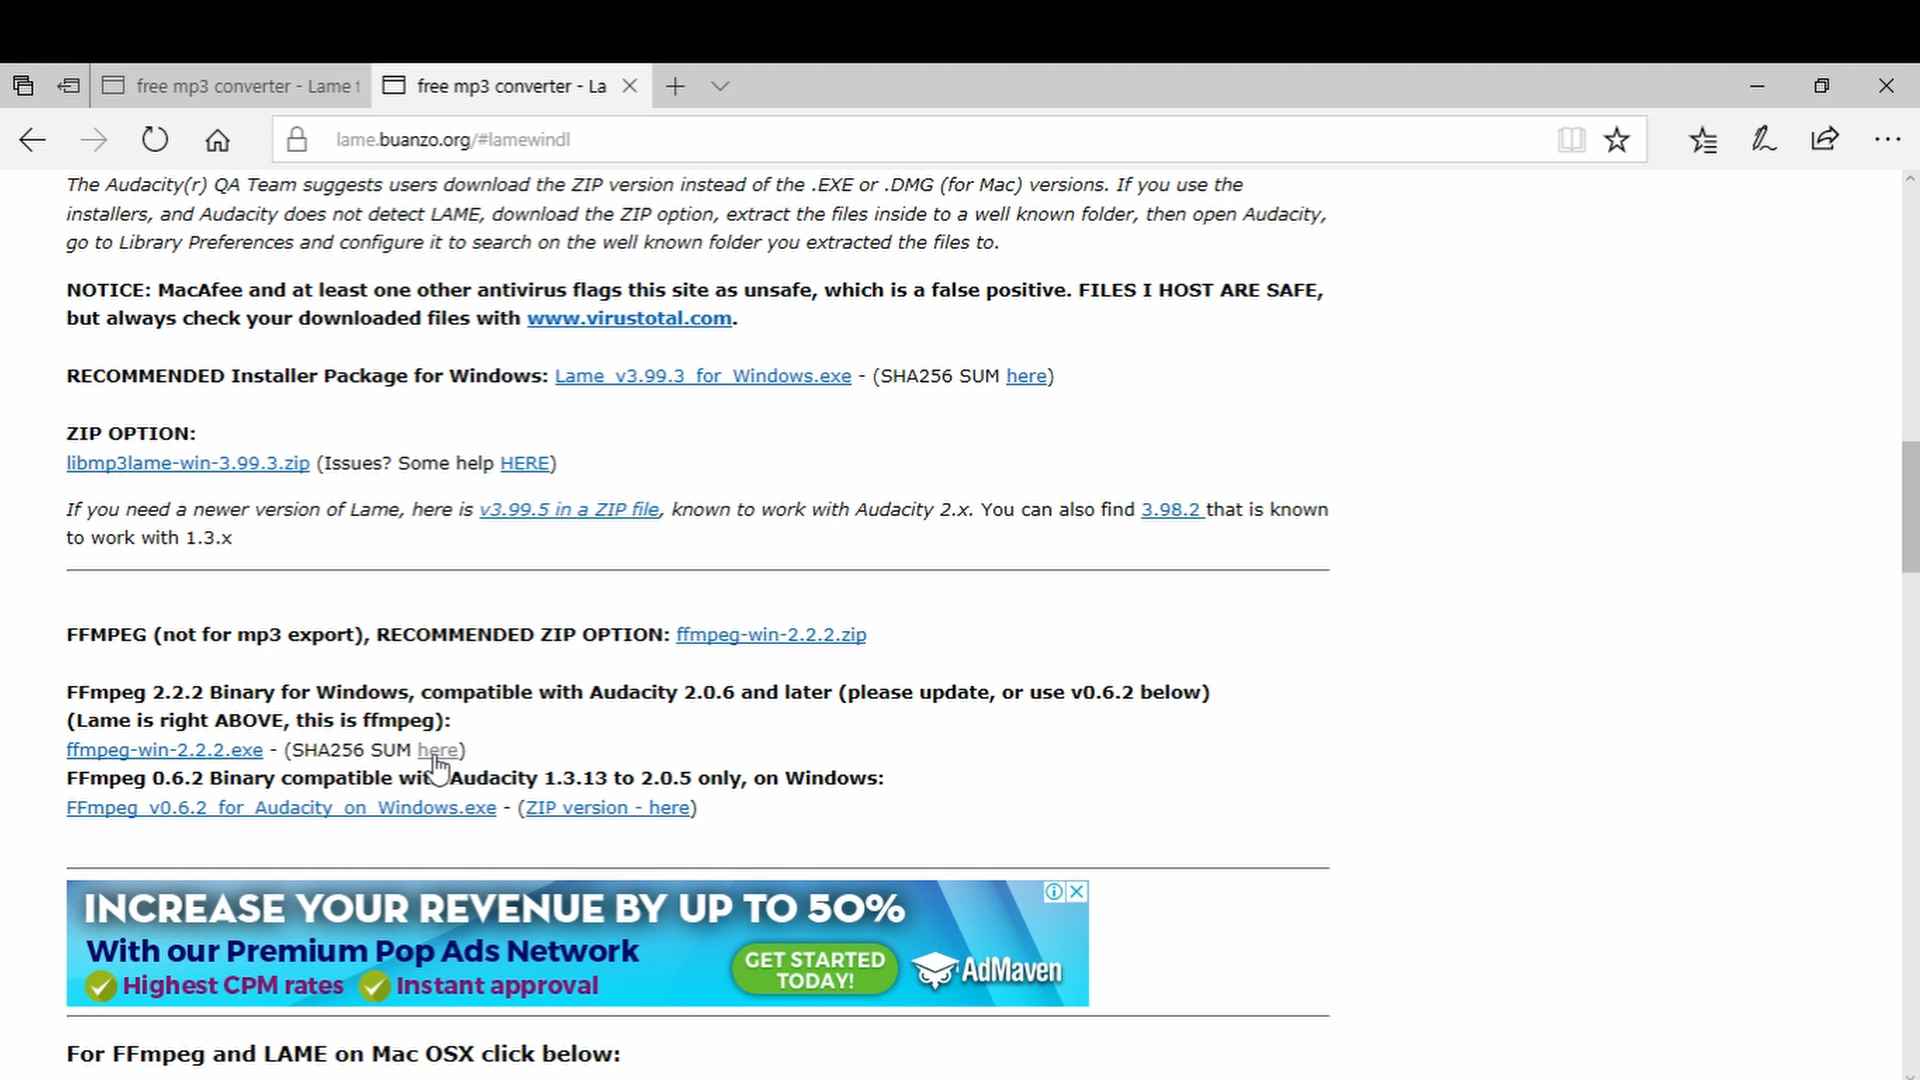 free mp3 converter - Lame
free mp3 converter - La
lame.buanzo.org/#lamewindl
The Audacity(r) QA Team suggests users download the ZIP version instead of the .EXE or .DMG (for Mac) versions. If you use the
installers, and Audacity does not detect LAME, download the ZIP option, extract the files inside to a well known folder, then open Audacity,
go to Library Preferences and configure it to search on the well known folder you extracted the files to.
NOTICE: MacAfee and at least one other antivirus flags this site as unsafe, which is a false positive. FILES I HOST ARE SAFE,
but always check your downloaded files with www.virustotal.com.
RECOMMENDED Installer Package for Windows: Lame_v3.99.3_for_Windows.exe - (SHA256 SUM here)
ZIP OPTION:
libmp3lame-win-3.99.3.zip (Issues? Some help HERE)
If you need a newer version of Lame, here is v3.99.5 in a ZIP file, known to work with Audacity 2.x. You can also find 3.98.2 that is known
to work with 1.3.x
FFMPEG (not for mp3 export), RECOMMENDED ZIP OPTION: ffmpeg-win-2.2.2.zip
FFmpeg 2.2.2 Binary for Windows, compatible with Audacity 2.0.6 and later (please update, or use v0.6.2 below)
(Lame is right ABOVE, this is ffmpeg):
ffmpeg-win-2.2.2.exe - (SHA256 SUM here)
FFmpeg 0.6.2 Binary compatible with Audacity 1.3.13 to 2.0.5 only, on Windows:
FFmpeg_v0.6.2_for_Audacity_on_Windows.exe - (ZIP version - here)
INCREASE YOUR REVENUE BY UP TO 50%
With our Premium Pop Ads Network
Highest CPM rates Instant approval
GET STARTED
TODAY!
AdMaven
For FFmpeg and LAME on Mac OSX click below: